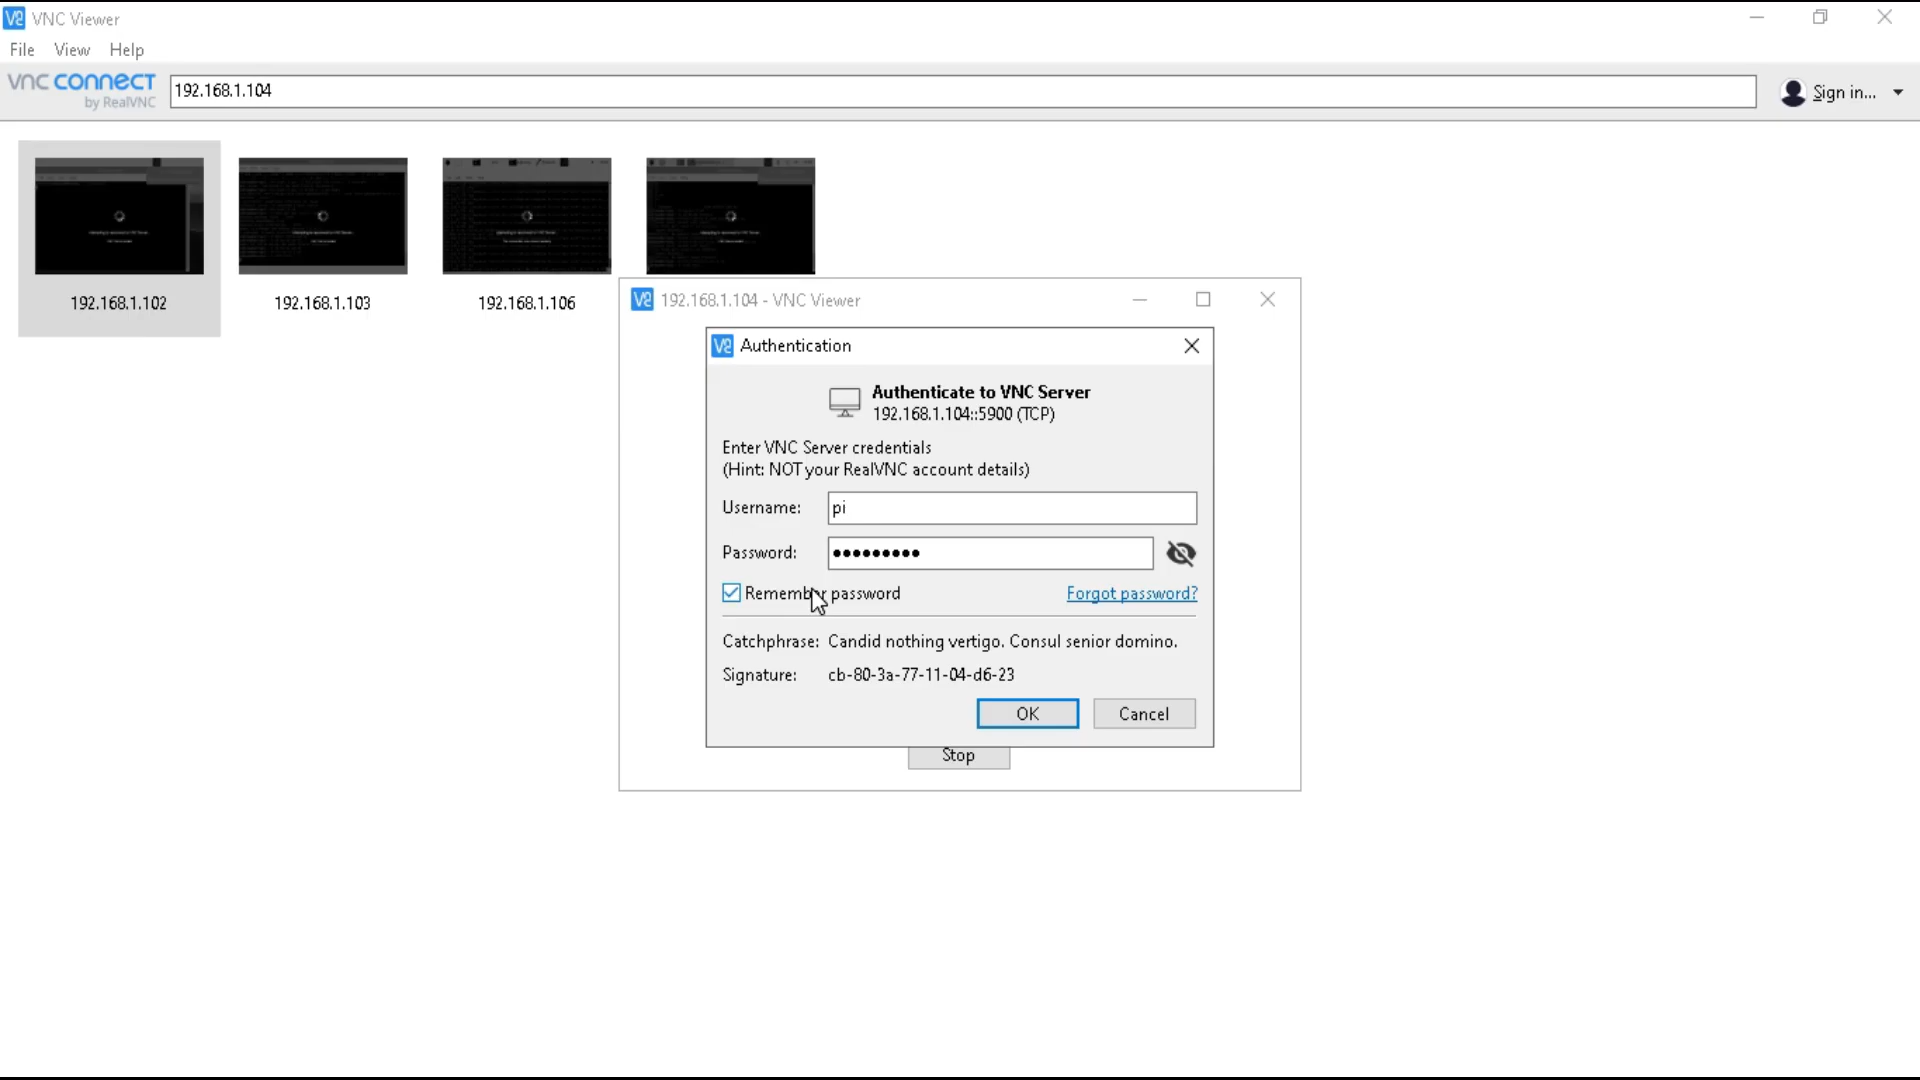 VNC Viewer
File View Help
vnc connect
by RealVNC
192.168.1.104
Sign in...
192.168.1.102
192.168.1.103
192.168.1.106
192.168.1.104 - VNC Viewer
Authentication
Authenticate to VNC Server
192.168.1.104::5900 (TCP)
Enter VNC Server credentials
(Hint: NOT your RealVNC account details)
Username: pi
Password: •••••••••
Remember password Forgot password?
Catchphrase: Candid nothing vertigo. Consul senior domino.
Signature: cb-80-3a-77-11-04-d6-23
OK Cancel
Stop